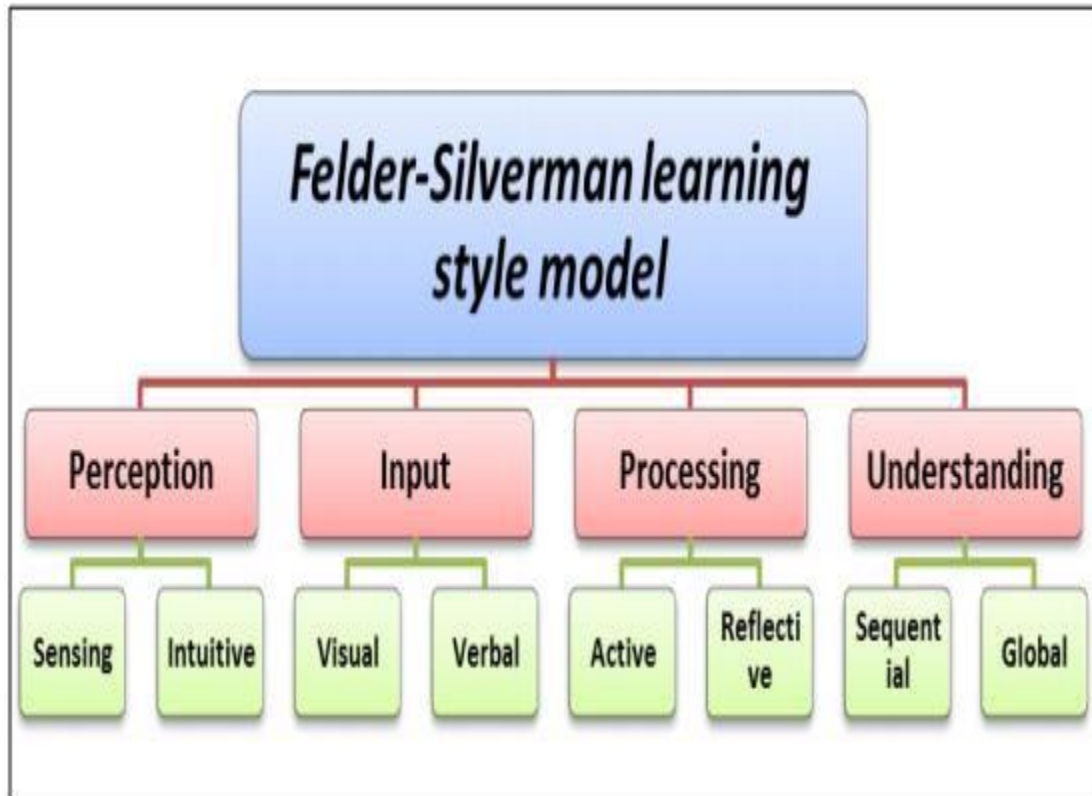 Felder-Silverman learning
style model
Perception
Input
Processing
Understanding
Sensing
Intuitive
Visual
Verbal
Active
Reflecti
ve
Sequent
ial
Global